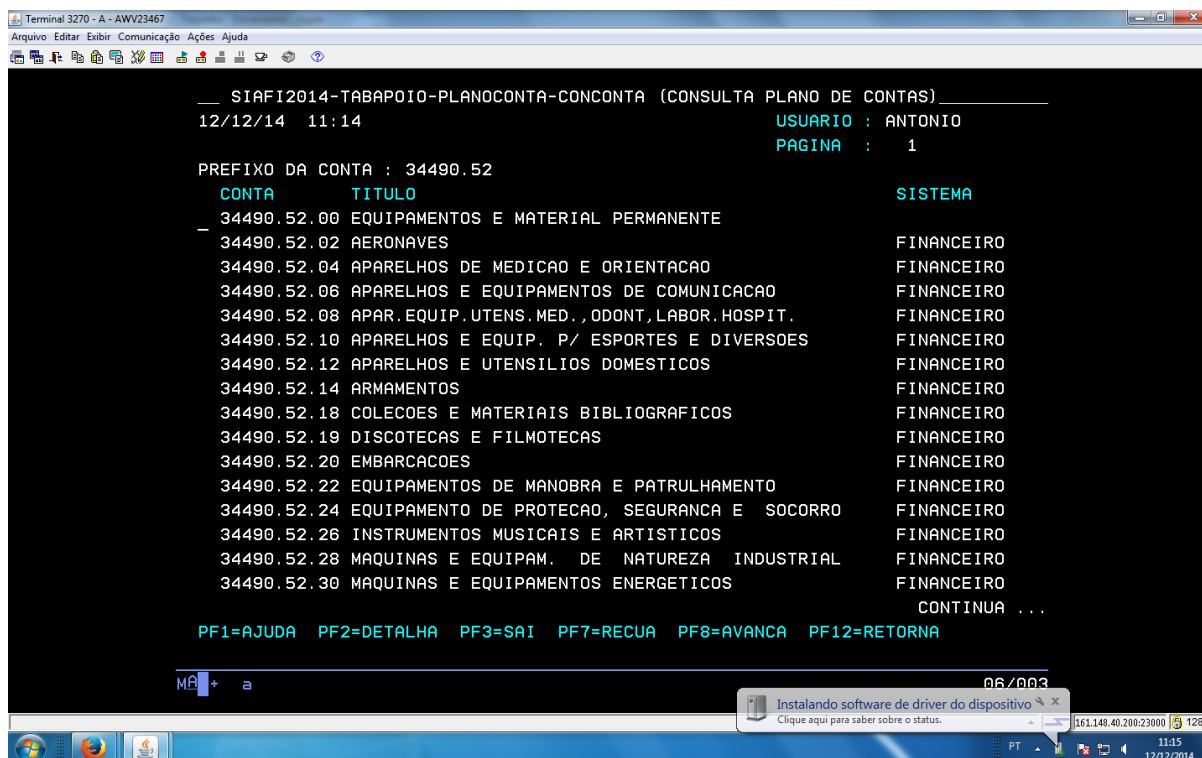 Terminal 3270 - A - AWV23467
Arquivo Editar Exibir Comunicação Ações Ajuda
__ SIAFI2014-TABAPOIO-PLANOCONTA-CONCONTA (CONSULTA PLANO DE CONTAS)__________
12/12/14 11:14 USUARIO : ANTONIO
PAGINA : 1
PREFIXO DA CONTA : 34490.52
CONTA TITULO SISTEMA
_ 34490.52.00 EQUIPAMENTOS E MATERIAL PERMANENTE
34490.52.02 AERONAVES FINANCEIRO
34490.52.04 APARELHOS DE MEDICAO E ORIENTACAO FINANCEIRO
34490.52.06 APARELHOS E EQUIPAMENTOS DE COMUNICACAO FINANCEIRO
34490.52.08 APAR.EQUIP.UTENS.MED.,ODONT,LABOR.HOSPIT. FINANCEIRO
34490.52.10 APARELHOS E EQUIP. P/ ESPORTES E DIVERSOES FINANCEIRO
34490.52.12 APARELHOS E UTENSILIOS DOMESTICOS FINANCEIRO
34490.52.14 ARMAMENTOS FINANCEIRO
34490.52.18 COLECOES E MATERIAIS BIBLIOGRAFICOS FINANCEIRO
34490.52.19 DISCOTECAS E FILMOTECAS FINANCEIRO
34490.52.20 EMBARCACOES FINANCEIRO
34490.52.22 EQUIPAMENTOS DE MANOBRA E PATRULHAMENTO FINANCEIRO
34490.52.24 EQUIPAMENTO DE PROTECAO, SEGURANCA E SOCORRO FINANCEIRO
34490.52.26 INSTRUMENTOS MUSICAIS E ARTISTICOS FINANCEIRO
34490.52.28 MAQUINAS E EQUIPAM. DE NATUREZA INDUSTRIAL FINANCEIRO
34490.52.30 MAQUINAS E EQUIPAMENTOS ENERGETICOS FINANCEIRO
CONTINUA ...
PF1=AJUDA PF2=DETALHA PF3=SAI PF7=RECUA PF8=AVANCA PF12=RETORNA
MA + a 06/003
Instalando software de driver do dispositivo
Clique aqui para saber sobre o status.
161.148.40.200:23000 128
PT 11:15
12/12/2014